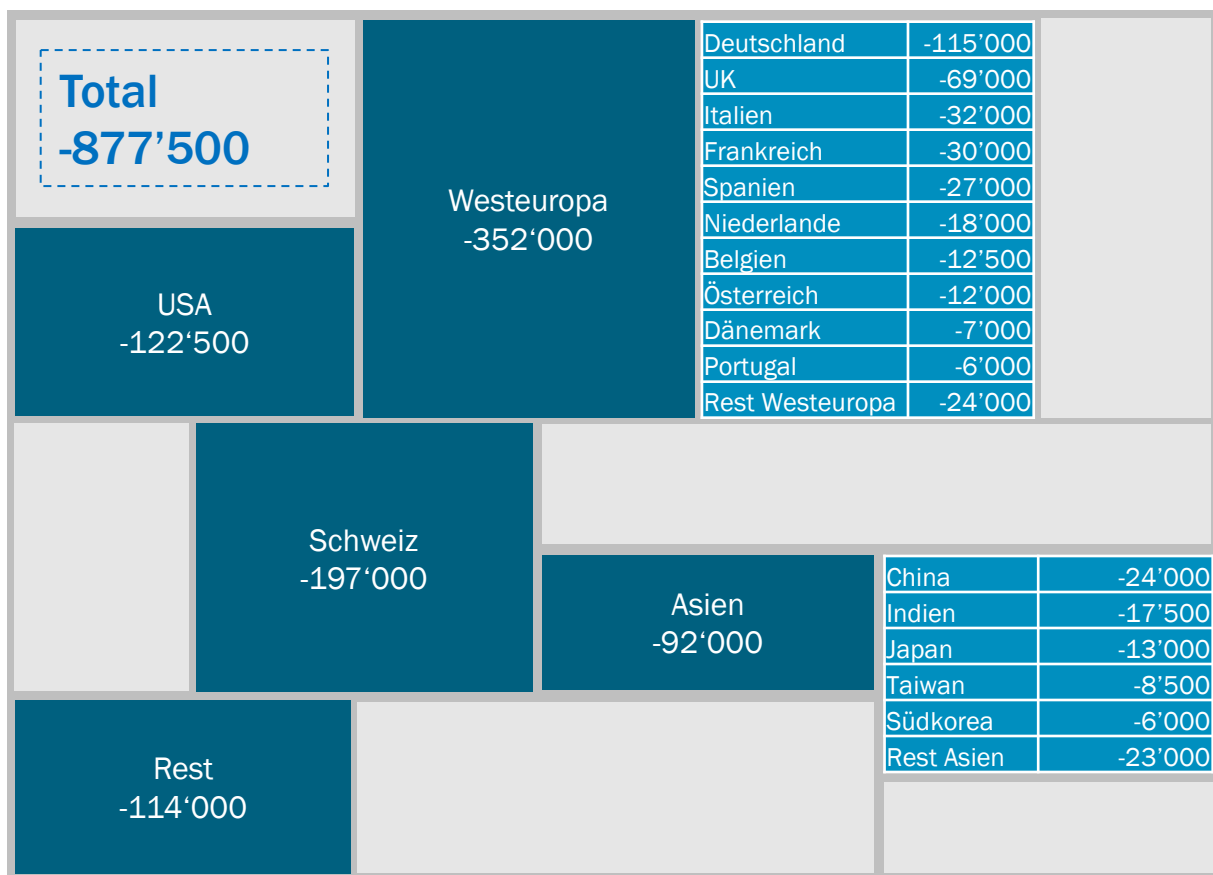 Total
-877’500
Westeuropa
-352‘000
Deutschland -115’000
UK -69’000
Italien -32’000
Frankreich -30’000
Spanien -27’000
Niederlande -18’000
Belgien -12’500
Österreich -12’000
Dänemark -7’000
Portugal -6’000
Rest Westeuropa -24’000
USA
-122‘500
Schweiz
-197’000
Asien
-92‘000
China -24’000
Indien -17’500
Japan -13’000
Taiwan -8’500
Südkorea -6’000
Rest Asien -23’000
Rest
-114‘000